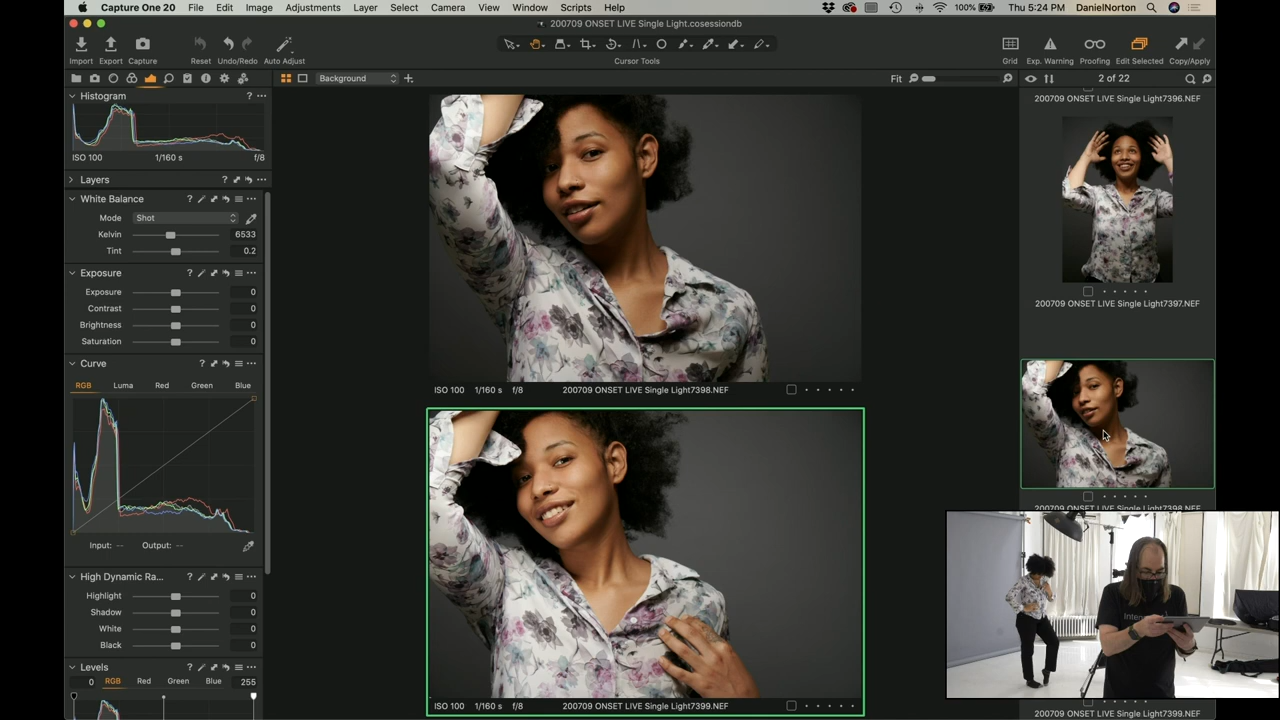 Capture One 20 File Edit Image Adjustments Layer Select Camera View Window Scripts Help 100% Thu 5:24 PM DanielNorton
200709 ONSET LIVE Single Light.cosessiondb
Import Export Capture Reset Undo/Redo Auto Adjust Cursor Tools Grid Exp. Warning Proofing Edit Selected Copy/Apply
Background Fit 2 of 22
Histogram
ISO 100 1/160 s f/8
Layers
White Balance
Mode Shot
Kelvin 6533
Tint 0.2
Exposure
Exposure 0
Contrast 0
Brightness 0
Saturation 0
Curve
RGB Luma Red Green Blue
Input: -- Output: --
High Dynamic Ra...
Highlight 0
Shadow 0
White 0
Black 0
Levels
0 RGB Red Green Blue 255
ISO 100 1/160 s f/8 200709 ONSET LIVE Single Light7398.NEF
ISO 100 1/160 s f/8 200709 ONSET LIVE Single Light7399.NEF
200709 ONSET LIVE Single Light7396.NEF
200709 ONSET LIVE Single Light7397.NEF
200709 ONSET LIVE Single Light7398.NEF
200709 ONSET LIVE Single Light7399.NEF